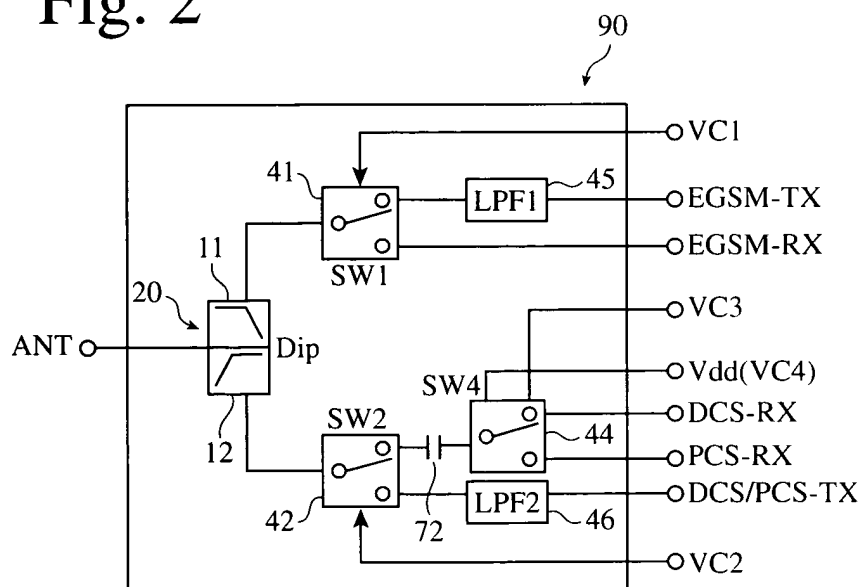 Fig. 2
90
VC1
41
45
LPF1
EGSM-TX
EGSM-RX
SW1
11
20
VC3
ANT
Dip
Vdd(VC4)
SW4
DCS-RX
12
SW2
44
PCS-RX
DCS/PCS-TX
42
72
LPF2
46
VC2